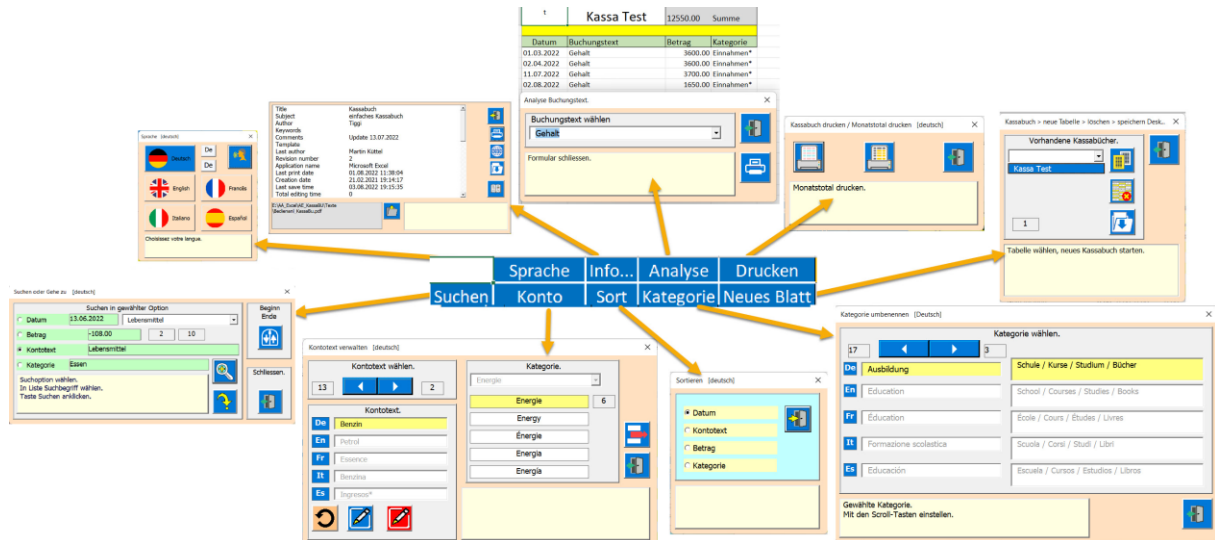 1 Kassa Test 12550.00 Summe
Datum Buchungstext Betrag Kategorie
01.03.2022 Gehalt 3600.00 Einnahmen*
02.04.2022 Gehalt 3600.00 Einnahmen*
11.07.2022 Gehalt 3700.00 Einnahmen*
02.08.2022 Gehalt 1650.00 Einnahmen*
Analyse Buchungstext.
Buchungstext wählen
Gehalt
Formular schliessen.
Title Kassabuch
Subject einfaches Kassabuch
Author Tiggi
Keywords
Comments Update 13.07.2022
Template
Last author Martin Küttel
Revision number 2
Application name Microsoft Excel
Last print date 01.08.2022 11:38:04
Creation date 21.02.2021 19:14:17
Last save time 03.08.2022 19:15:35
Total editing time 0
Sprache [deutsch]
Deutsch
De
De
English
Francais
Italiano
Español
Choisissez votre langue.
Kassabuch drucken / Monatstotal drucken [deutsch]
Monatstotal drucken.
Kassabuch > neue Tabelle > löschen > speichern Desk...
Vorhandene Kassabücher.
Kassa Test
1
Tabelle wählen, neues Kassabuch starten.
Sprache Info... Analyse Drucken
Suchen Konto Sort Kategorie Neues Blatt
Suchen oder Gehe zu [deutsch]
Suchen in gewählter Option
Datum 13.06.2022 Lebensmittel
Betrag -108.00 2 10
Kontotext Lebensmittel
Kategorie Essen
Suchoption wählen.
In Liste Suchbegriff wählen.
Taste Suchen anklicken.
Beginn
Ende
Schliessen.
Kontotext verwalten [deutsch]
Kontotext wählen.
13 2
Kontotext.
De Benzin
En Petrol
Fr Essence
It Benzina
Es Ingresos*
Kategorie.
Energie
Energie 6
Energy
Énergie
Energia
Energía
Sortieren [deutsch]
Datum
Kontotext
Betrag
Kategorie
Kategorie umbenennen [deutsch]
Kategorie wählen.
17 3
De Ausbildung Schule / Kurse / Studium / Bücher
En Education School / Courses / Studies / Books
Fr Éducation École / Cours / Études / Livres
It Formazione scolastica Scuola / Corsi / Studi / Libri
Es Educación Escuela / Cursos / Estudios / Libros
Gewählte Kategorie.
Mit den Scroll-Tasten einstellen.